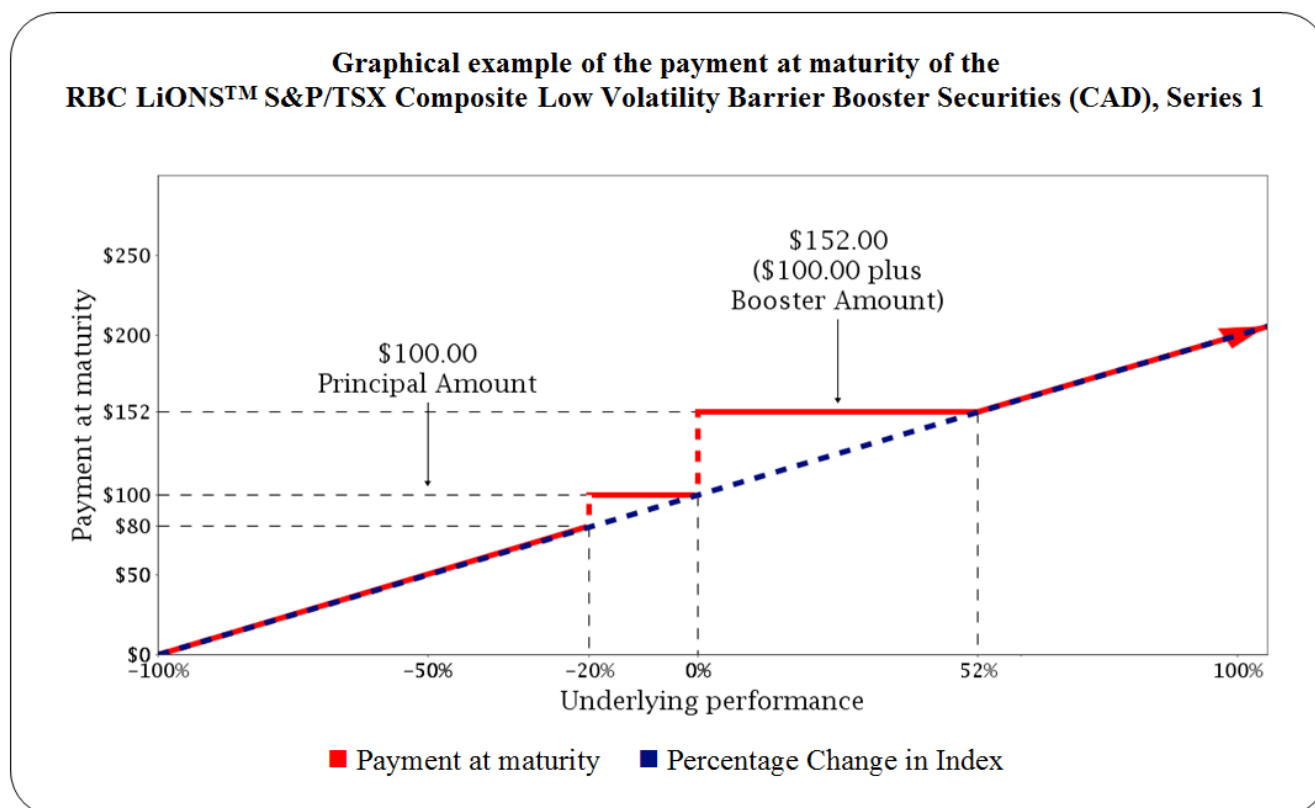 Graphical example of the payment at maturity of the
RBC LiONS™ S&P/TSX Composite Low Volatility Barrier Booster Securities (CAD), Series 1
Payment at maturity
$250
$200
$152
$100
$80
$50
$0
$100.00
Principal Amount
$152.00
($100.00 plus
Booster Amount)
−100%
−50%
−20%
0%
52%
100%
Underlying performance
Payment at maturity
Percentage Change in Index